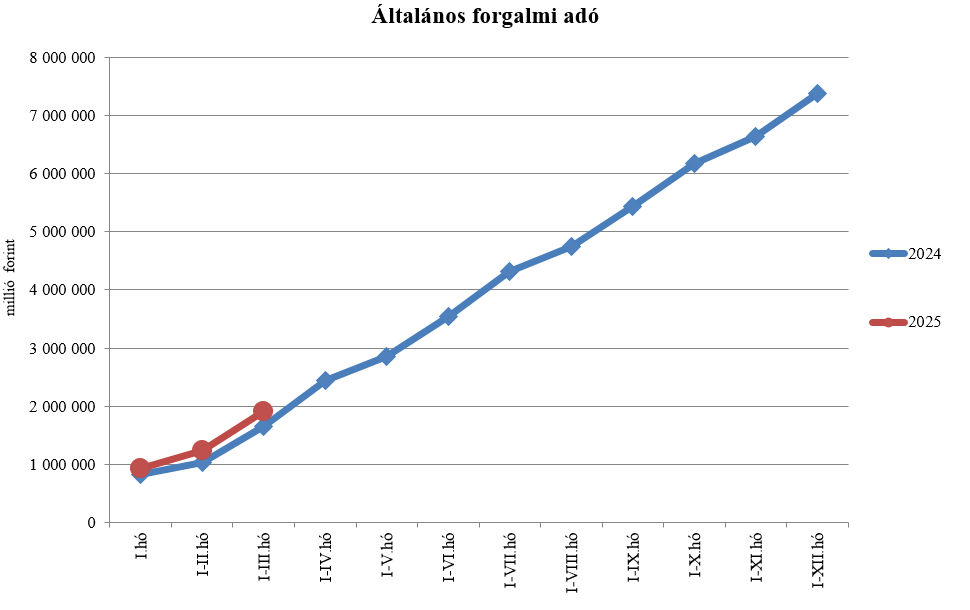 Általános forgalmi adó
millió forint
8 000 000
7 000 000
6 000 000
5 000 000
4 000 000
3 000 000
2 000 000
1 000 000
0
I.hó
I-II.hó
I-III.hó
I-IV.hó
I-V.hó
I-VI.hó
I-VII.hó
I-VIII.hó
I-IX.hó
I-X.hó
I-XI.hó
I-XII.hó
2024
2025